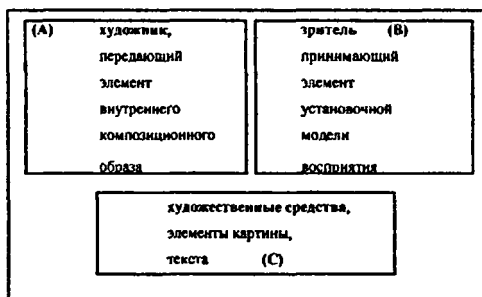 (A) художник,
передающий
элемент
внутреннего
композиционного
образа
зритель (B)
принимающий
элемент
установочной
модели
восприятия
художественные средства,
элементы картины,
текста (C)